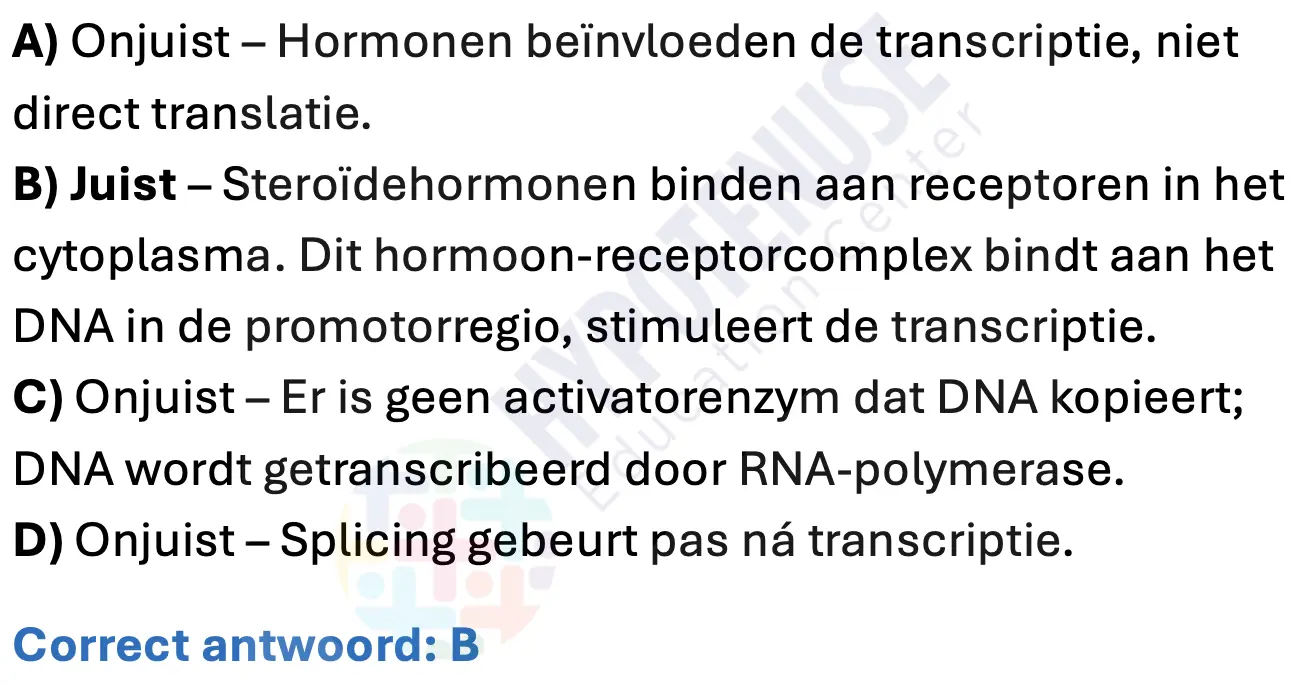 A) Onjuist – Hormonen beïnvloeden de transcriptie, niet
direct translatie.
B) Juist – Steroïdehormonen binden aan receptoren in het
cytoplasma. Dit hormoon-receptorcomplex bindt aan het
DNA in de promotorregio, stimuleert de transcriptie.
C) Onjuist – Er is geen activatorenzym dat DNA kopieert;
DNA wordt getranscribeerd door RNA-polymerase.
D) Onjuist – Splicing gebeurt pas ná transcriptie.
Correct antwoord: B
HYPOTENUSE
Education Center